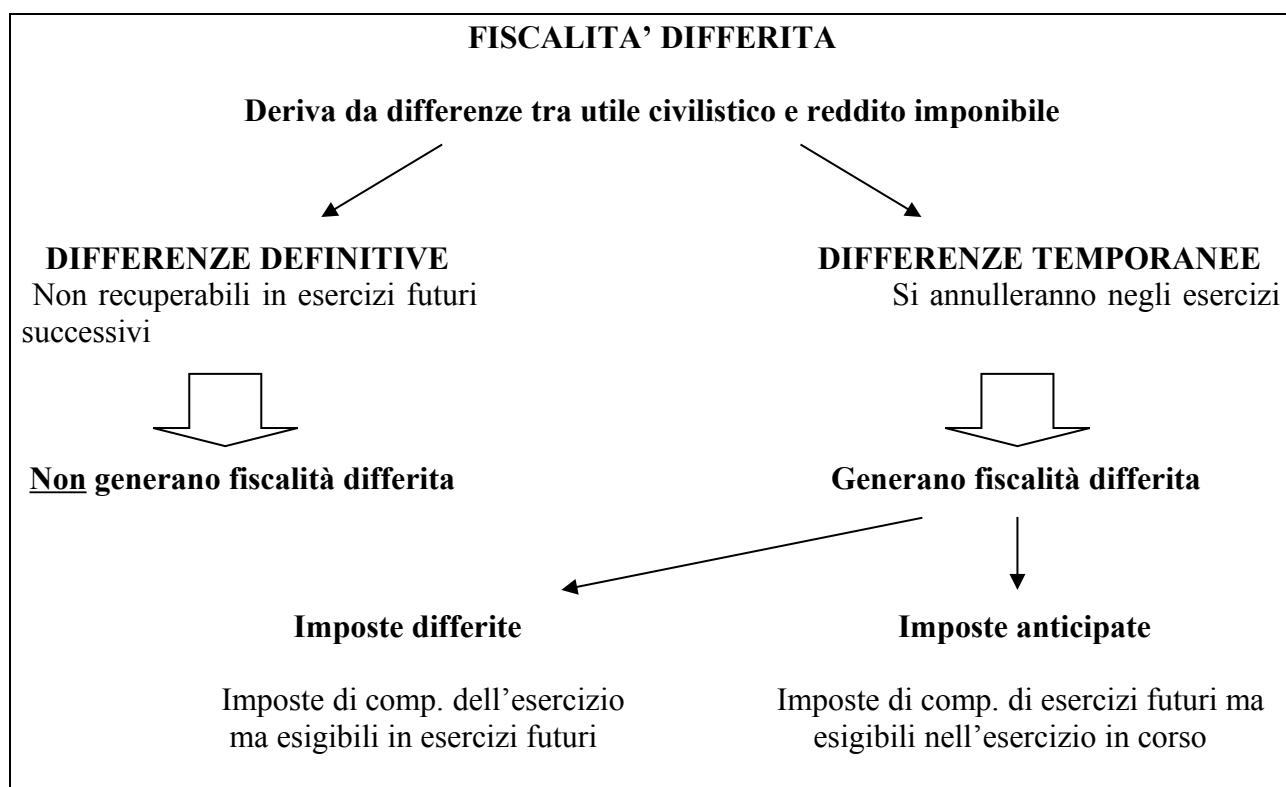 FISCALITA’ DIFFERITA
Deriva da differenze tra utile civilistico e reddito imponibile
DIFFERENZE DEFINITIVE DIFFERENZE TEMPORANEE
Non recuperabili in esercizi futuri Si annulleranno negli esercizi
successivi
Non generano fiscalità differita Generano fiscalità differita
Imposte differite Imposte anticipate
Imposte di comp. dell’esercizio Imposte di comp. di esercizi futuri ma
ma esigibili in esercizi futuri esigibili nell’esercizio in corso